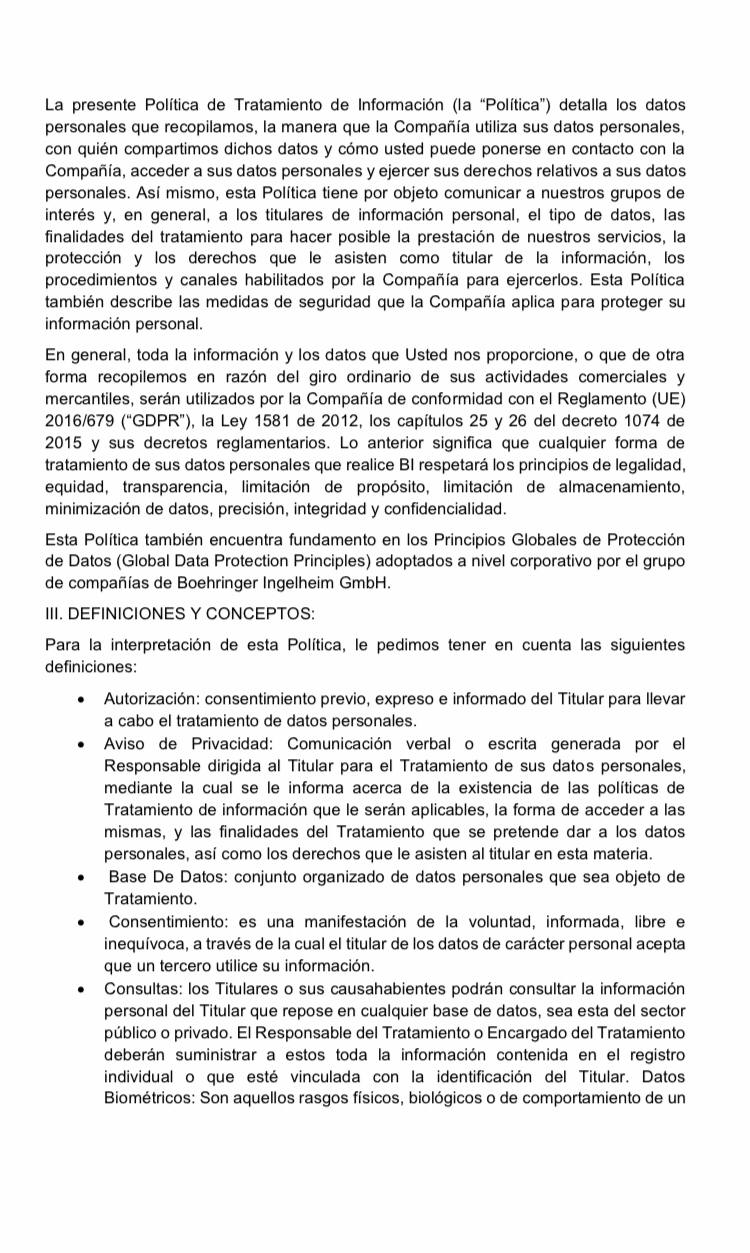 La presente Política de Tratamiento de Información (la “Política”) detalla los datos
personales que recopilamos, la manera que la Compañía utiliza sus datos personales,
con quién compartimos dichos datos y cómo usted puede ponerse en contacto con la
Compañía, acceder a sus datos personales y ejercer sus derechos relativos a sus datos
personales. Así mismo, esta Política tiene por objeto comunicar a nuestros grupos de
interés y, en general, a los titulares de información personal, el tipo de datos, las
finalidades del tratamiento para hacer posible la prestación de nuestros servicios, la
protección y los derechos que le asisten como titular de la información, los
procedimientos y canales habilitados por la Compañía para ejercerlos. Esta Política
también describe las medidas de seguridad que la Compañía aplica para proteger su
información personal.
En general, toda la información y los datos que Usted nos proporcione, o que de otra
forma recopilemos en razón del giro ordinario de sus actividades comerciales y
mercantiles, serán utilizados por la Compañía de conformidad con el Reglamento (UE)
2016/679 (“GDPR”), la Ley 1581 de 2012, los capítulos 25 y 26 del decreto 1074 de
2015 y sus decretos reglamentarios. Lo anterior significa que cualquier forma de
tratamiento de sus datos personales que realice BI respetará los principios de legalidad,
equidad, transparencia, limitación de propósito, limitación de almacenamiento,
minimización de datos, precisión, integridad y confidencialidad.
Esta Política también encuentra fundamento en los Principios Globales de Protección
de Datos (Global Data Protection Principles) adoptados a nivel corporativo por el grupo
de compañías de Boehringer Ingelheim GmbH.
III. DEFINICIONES Y CONCEPTOS:
Para la interpretación de esta Política, le pedimos tener en cuenta las siguientes
definiciones:
• Autorización: consentimiento previo, expreso e informado del Titular para llevar
a cabo el tratamiento de datos personales.
• Aviso de Privacidad: Comunicación verbal o escrita generada por el
Responsable dirigida al Titular para el Tratamiento de sus datos personales,
mediante la cual se le informa acerca de la existencia de las políticas de
Tratamiento de información que le serán aplicables, la forma de acceder a las
mismas, y las finalidades del Tratamiento que se pretende dar a los datos
personales, así como los derechos que le asisten al titular en esta materia.
• Base De Datos: conjunto organizado de datos personales que sea objeto de
Tratamiento.
• Consentimiento: es una manifestación de la voluntad, informada, libre e
inequívoca, a través de la cual el titular de los datos de carácter personal acepta
que un tercero utilice su información.
• Consultas: los Titulares o sus causahabientes podrán consultar la información
personal del Titular que repose en cualquier base de datos, sea esta del sector
público o privado. El Responsable del Tratamiento o Encargado del Tratamiento
deberán suministrar a estos toda la información contenida en el registro
individual o que esté vinculada con la identificación del Titular. Datos
Biométricos: Son aquellos rasgos físicos, biológicos o de comportamiento de un